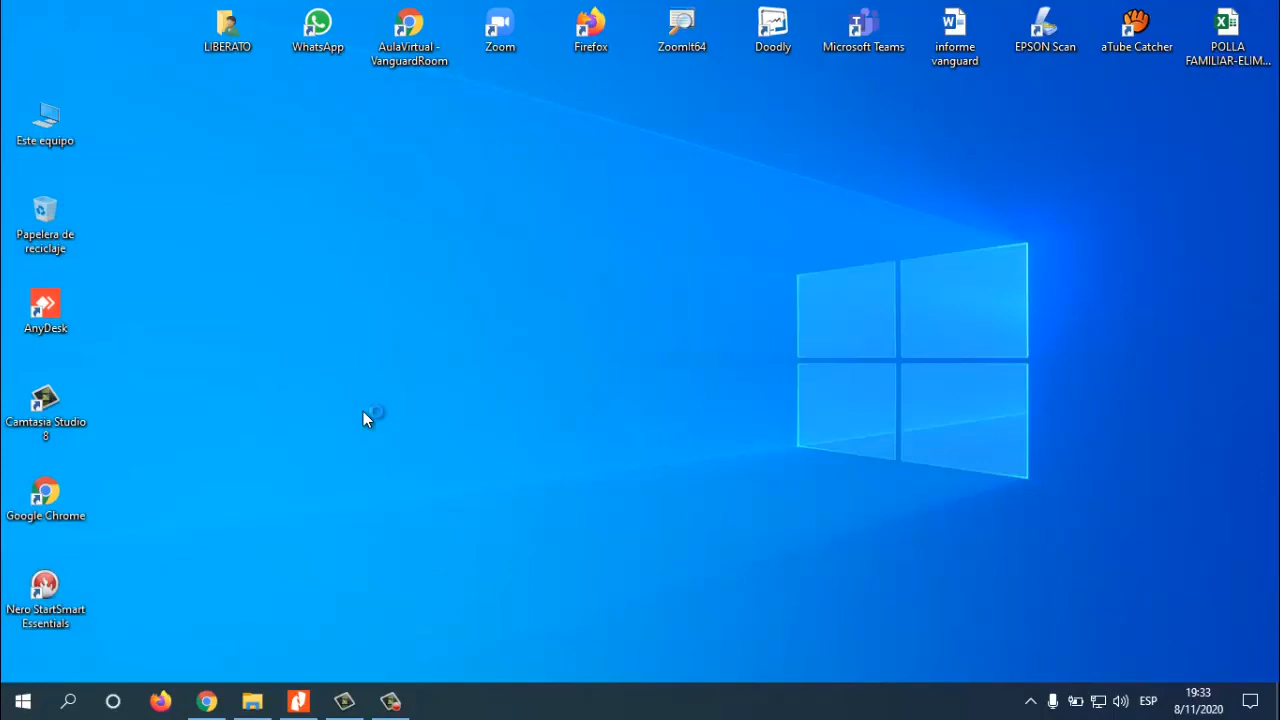 LIBERATO
WhatsApp
AulaVirtual -
VanguardRoom
Zoom
Firefox
ZoomIt64
Doodly
Microsoft Teams
informe
vanguard
EPSON Scan
aTube Catcher
POLLA
FAMILIAR-ELIM...
Este equipo
Papelera de
reciclaje
AnyDesk
Camtasia Studio
8
Google Chrome
Nero StartSmart
Essentials
ESP
19:33
8/11/2020